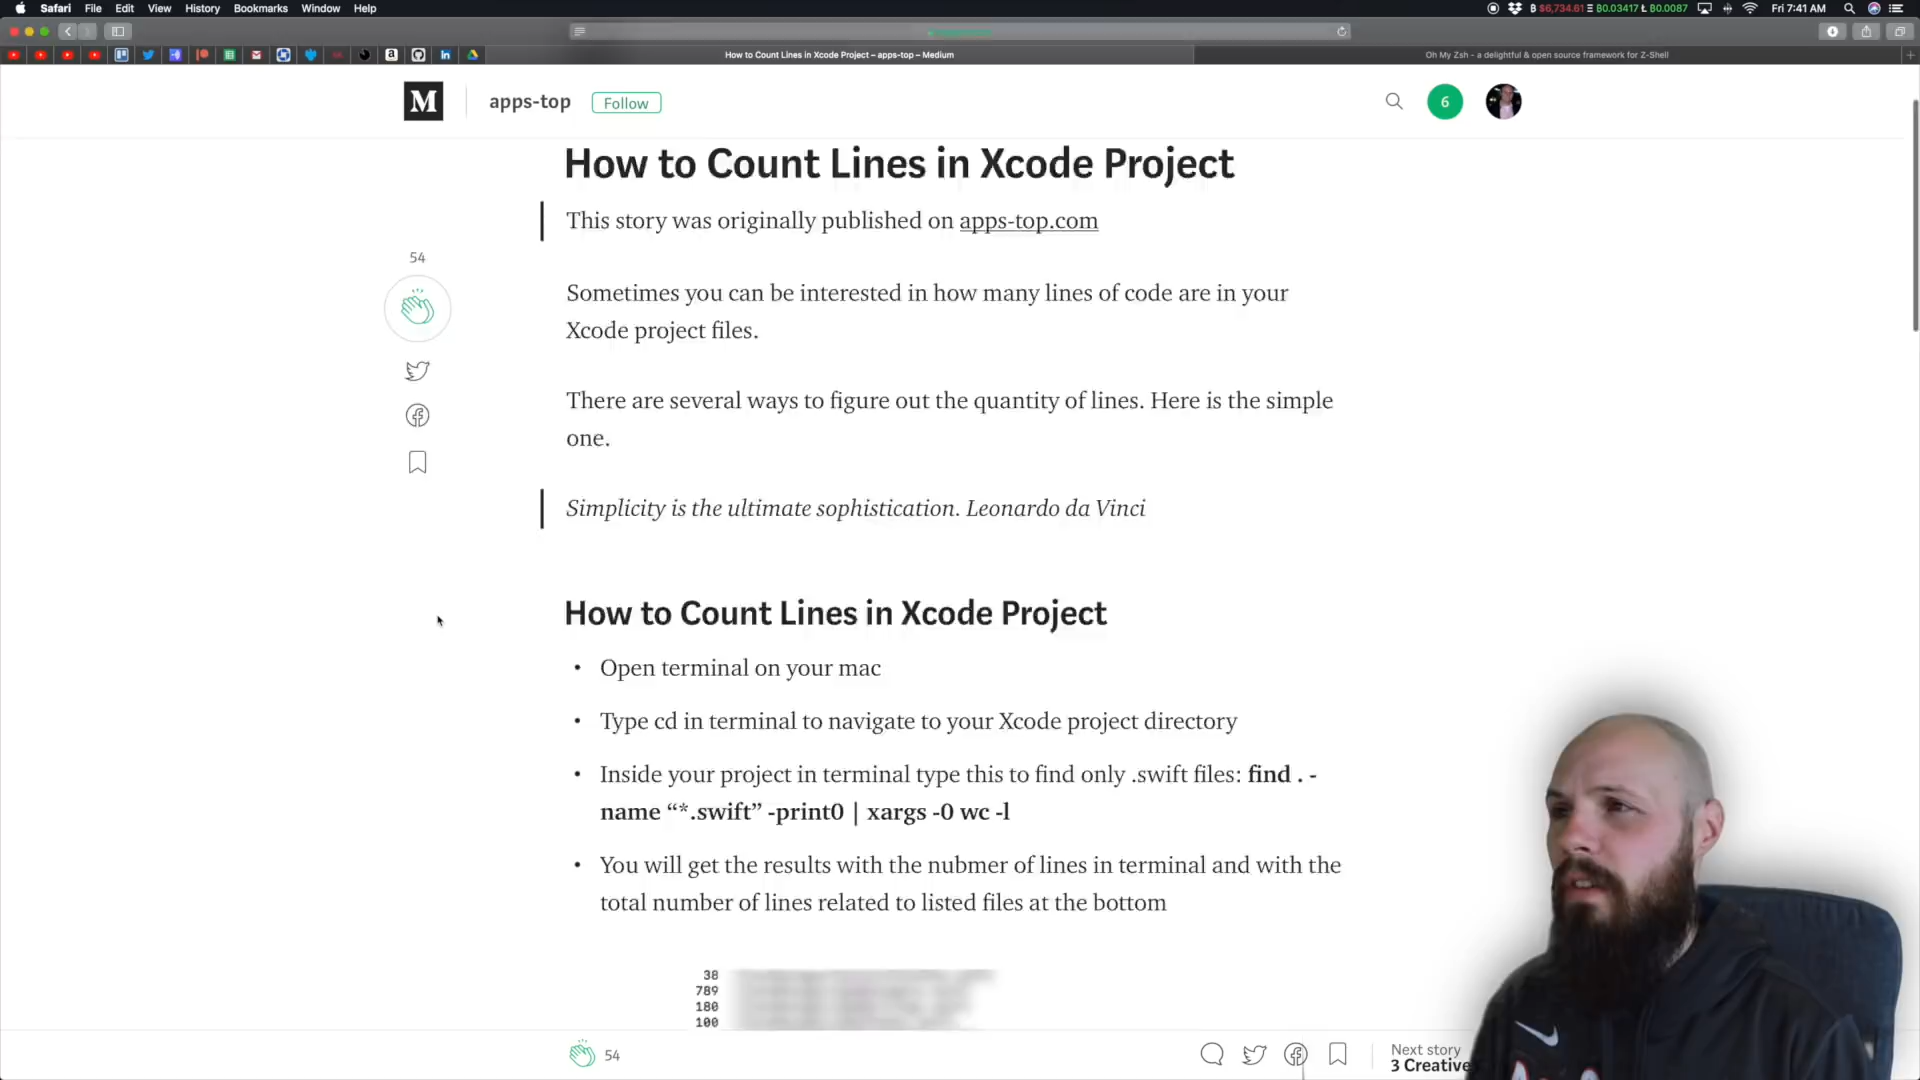 Safari File Edit View History Bookmarks Window Help
₿ $6,734.61 Ξ ₿0.03417 Ł ₿0.0087 Fri 7:41 AM
How to Count Lines in Xcode Project – apps-top – Medium
Oh My Zsh - a delightful & open source framework for Z-Shell
M apps-top Follow 6
How to Count Lines in Xcode Project
This story was originally published on apps-top.com
54
Sometimes you can be interested in how many lines of code are in your
Xcode project files.
There are several ways to figure out the quantity of lines. Here is the simple
one.
Simplicity is the ultimate sophistication. Leonardo da Vinci
How to Count Lines in Xcode Project
• Open terminal on your mac
• Type cd in terminal to navigate to your Xcode project directory
• Inside your project in terminal type this to find only .swift files: find . -
name “*.swift” -print0 | xargs -0 wc -l
• You will get the results with the nubmer of lines in terminal and with the
total number of lines related to listed files at the bottom
38
789
180
100
54
Next story
3 Creative